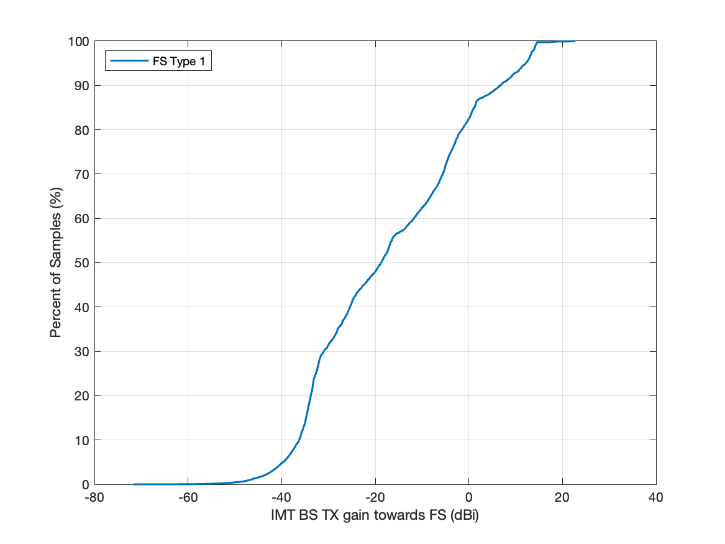 100
90
80
70
60
50
40
30
20
10
0
Percent of Samples (%)
FS Type 1
-80 -60 -40 -20 0 20 40
IMT BS TX gain towards FS (dBi)